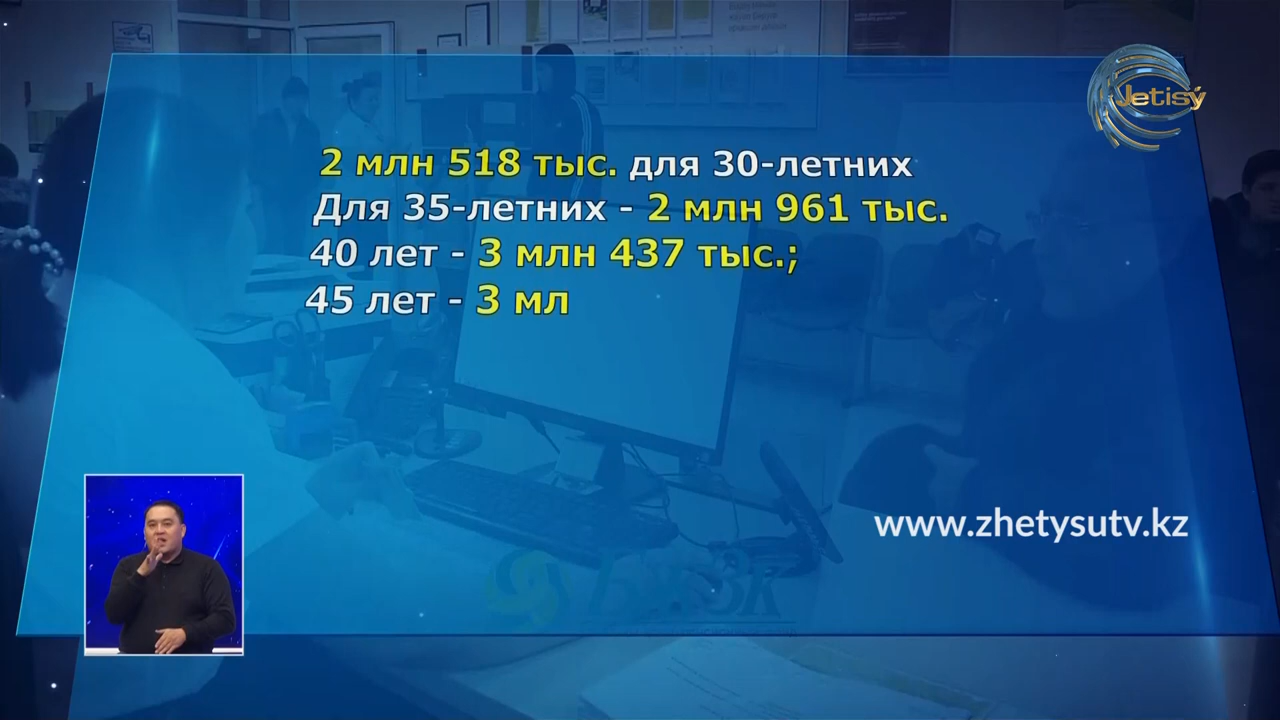 Jetisý
2 млн 518 тыс. для 30-летних
Для 35-летних - 2 млн 961 тыс.
40 лет - 3 млн 437 тыс.;
45 лет - 3 мл
www.zhetysutv.kz